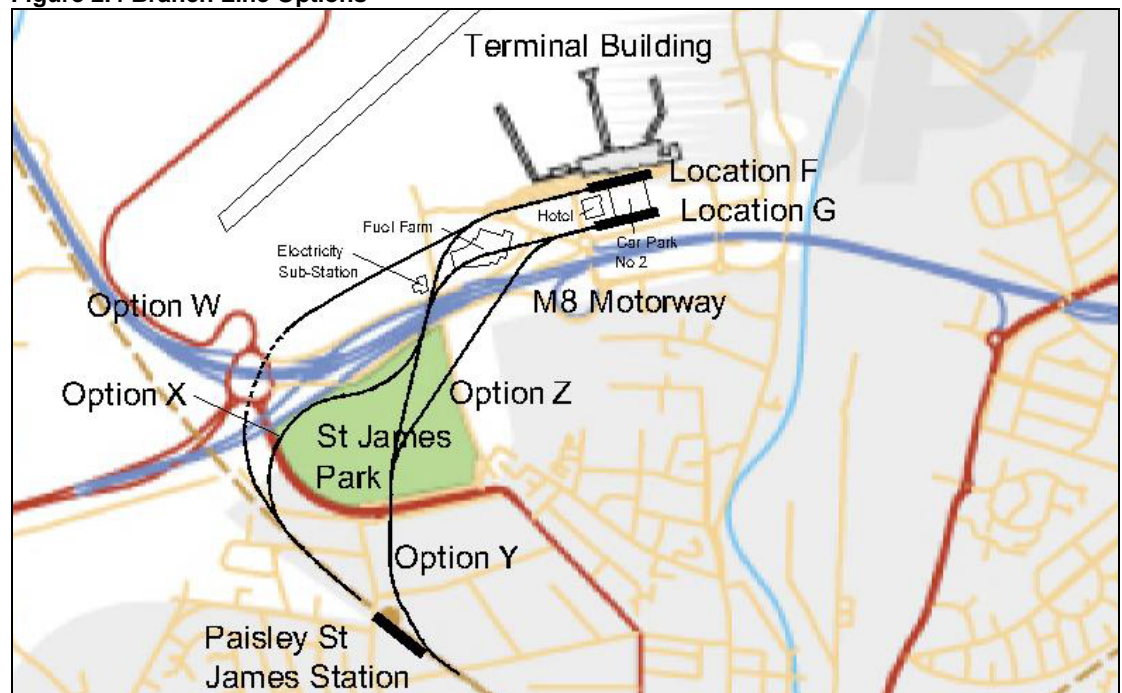 Figure 2.4 Branch Line Options
Terminal Building
Location F
Hotel
Location G
Fuel Farm
Car Park
No 2
Electricity
Sub-Station
Option W
M8 Motorway
Option X
Option Z
St James
Park
Option Y
Paisley St
James Station